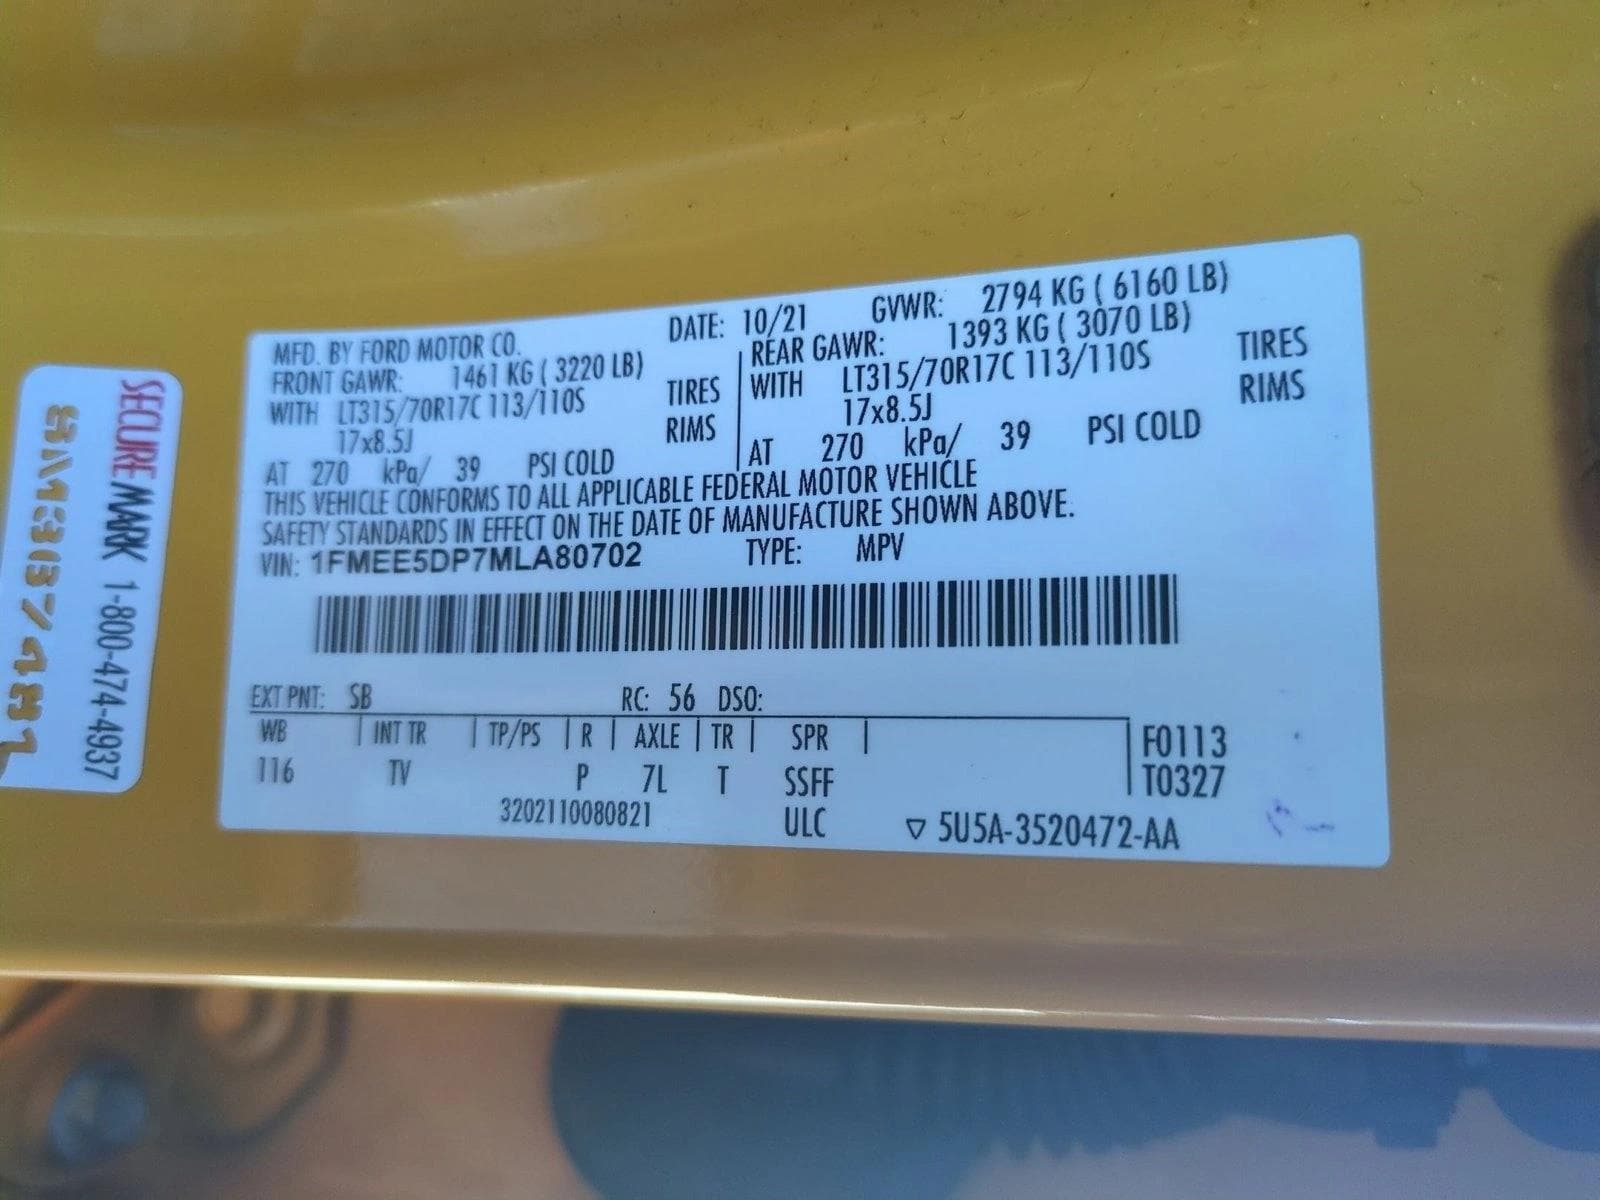 MFD. BY FORD MOTOR CO. DATE: 10/21 GVWR: 2794 KG ( 6160 LB)
FRONT GAWR: 1461 KG ( 3220 LB) REAR GAWR: 1393 KG ( 3070 LB)
WITH LT315/70R17C 113/110S TIRES WITH LT315/70R17C 113/110S TIRES
17x8.5J RIMS 17x8.5J RIMS
AT 270 kPa/ 39 PSI COLD AT 270 kPa/ 39 PSI COLD
THIS VEHICLE CONFORMS TO ALL APPLICABLE FEDERAL MOTOR VEHICLE
SAFETY STANDARDS IN EFFECT ON THE DATE OF MANUFACTURE SHOWN ABOVE.
VIN: 1FMEE5DP7MLA80702 TYPE: MPV
EXT PNT: SB RC: 56 DSO:
WB INT TR TP/PS R AXLE TR SPR F0113
116 TV P 7L T SSFF T0327
3202110080821 ULC ▽ 5U5A-3520472-AA
SECUREMARK 1-800-474-4937